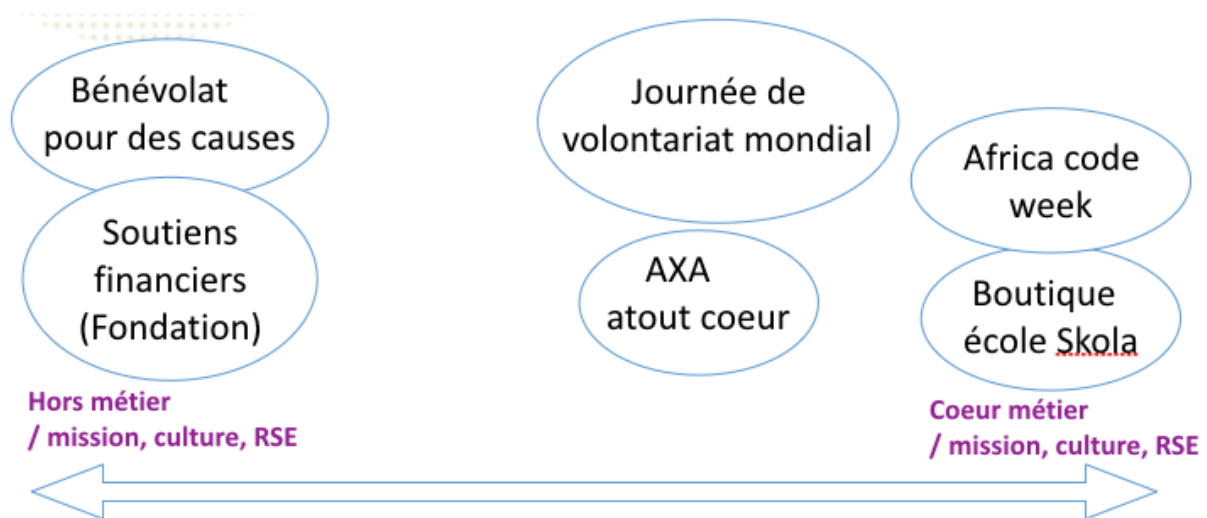 Bénévolat
pour des causes
Soutiens
financiers
(Fondation)
Journée de
volontariat mondial
AXA
atout coeur
Africa code
week
Boutique
école Skola
Hors métier
/ mission, culture, RSE
Coeur métier
/ mission, culture, RSE